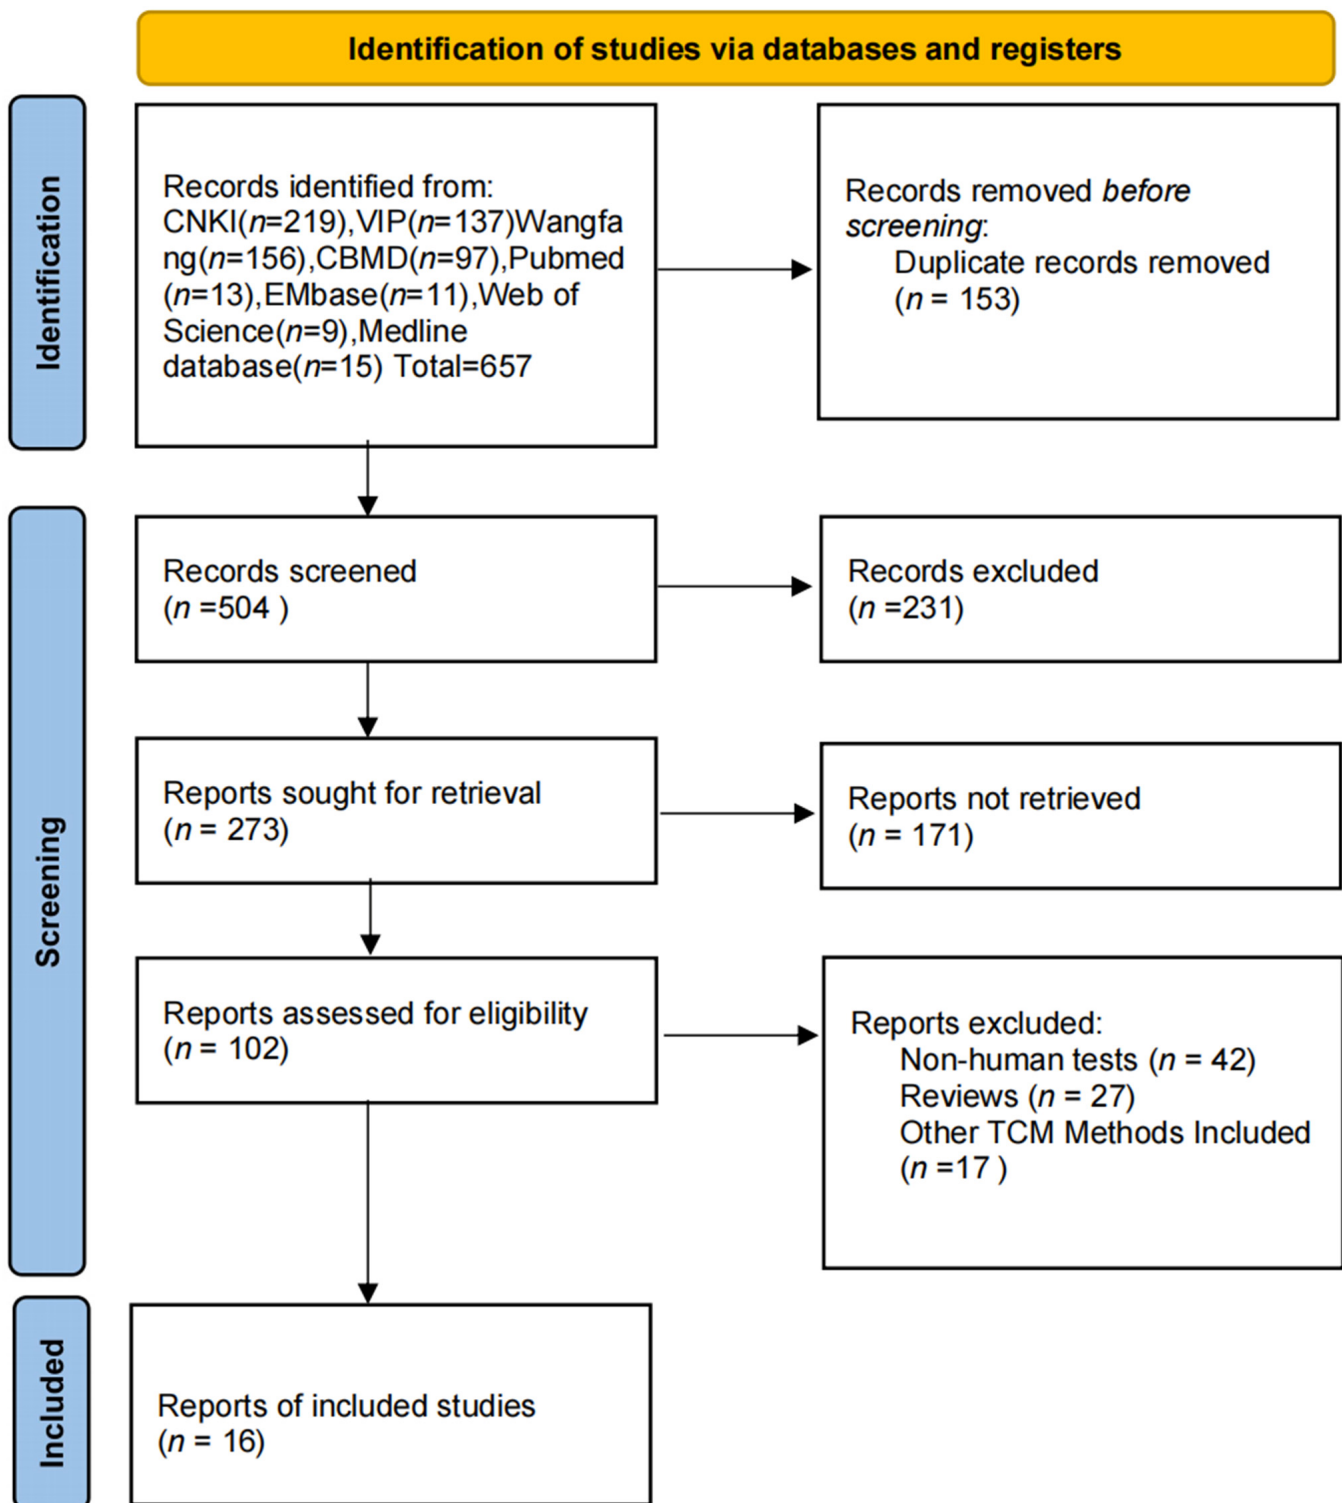 Identification of studies via databases and registers
Identification
Records identified from:
CNKI(n=219),VIP(n=137)Wangfa
ng(n=156),CBMD(n=97),Pubmed
(n=13),EMbase(n=11),Web of
Science(n=9),Medline
database(n=15) Total=657
Records removed before
screening:
Duplicate records removed
(n = 153)
Screening
Records screened
(n =504 )
Records excluded
(n =231)
Reports sought for retrieval
(n = 273)
Reports not retrieved
(n = 171)
Reports assessed for eligibility
(n = 102)
Reports excluded:
Non-human tests (n = 42)
Reviews (n = 27)
Other TCM Methods Included
(n =17 )
Included
Reports of included studies
(n = 16)